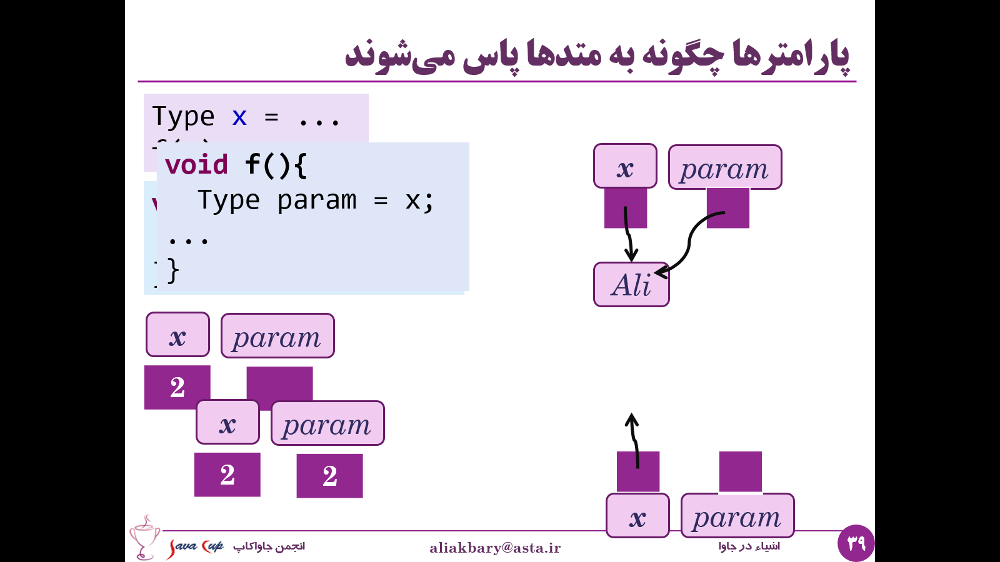 پارامترها چگونه به متدها پاس می‌شوند
Type x = ...
void f(){
Type param = x;
...
}
x param
Ali
x param
2
x param
2 2
x param
Java Cup
انجمن جاواکاپ
aliakbary@asta.ir
اشیاء در جاوا
۳۹